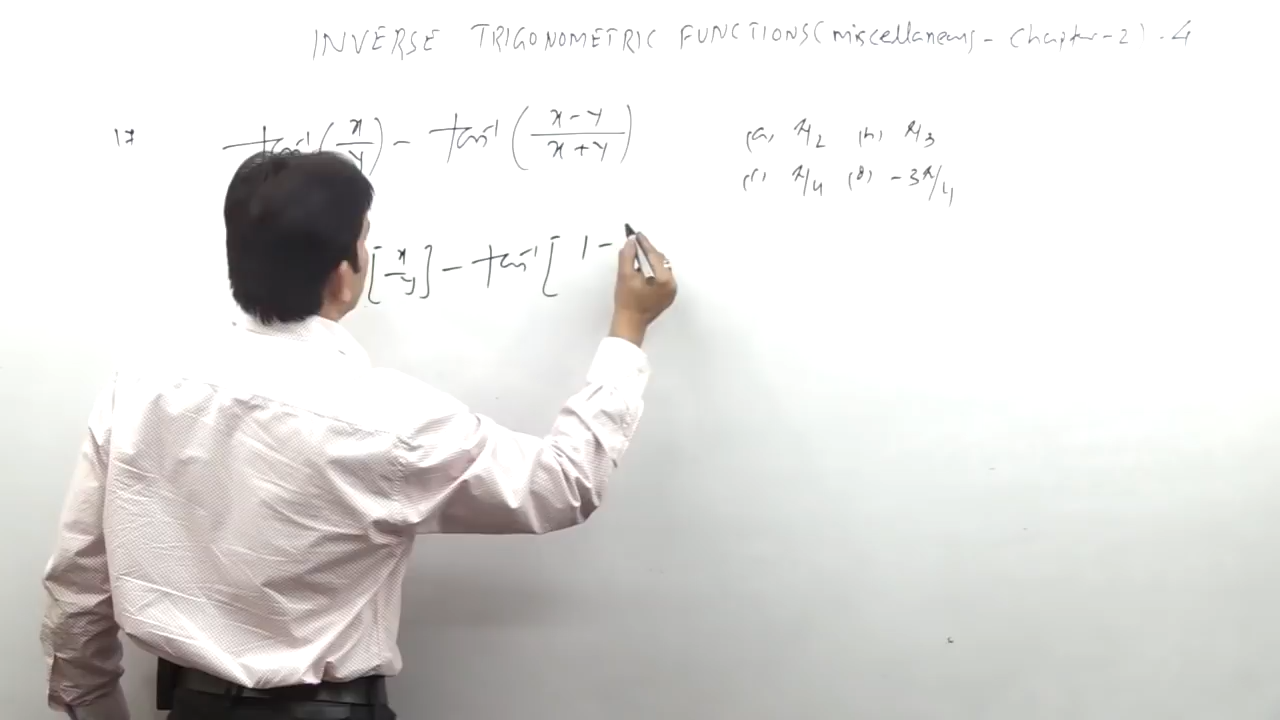 INVERSE TRIGONOMETRIC FUNCTIONS (miscellaneous - Chapter-2) - 4
17 tan⁻¹(x/y) - tan⁻¹((x-y)/(x+y)) (a) π/2 (b) π/3
(c) π/4 (d) -3π/4
[x/y] - tan⁻¹[ 1 -